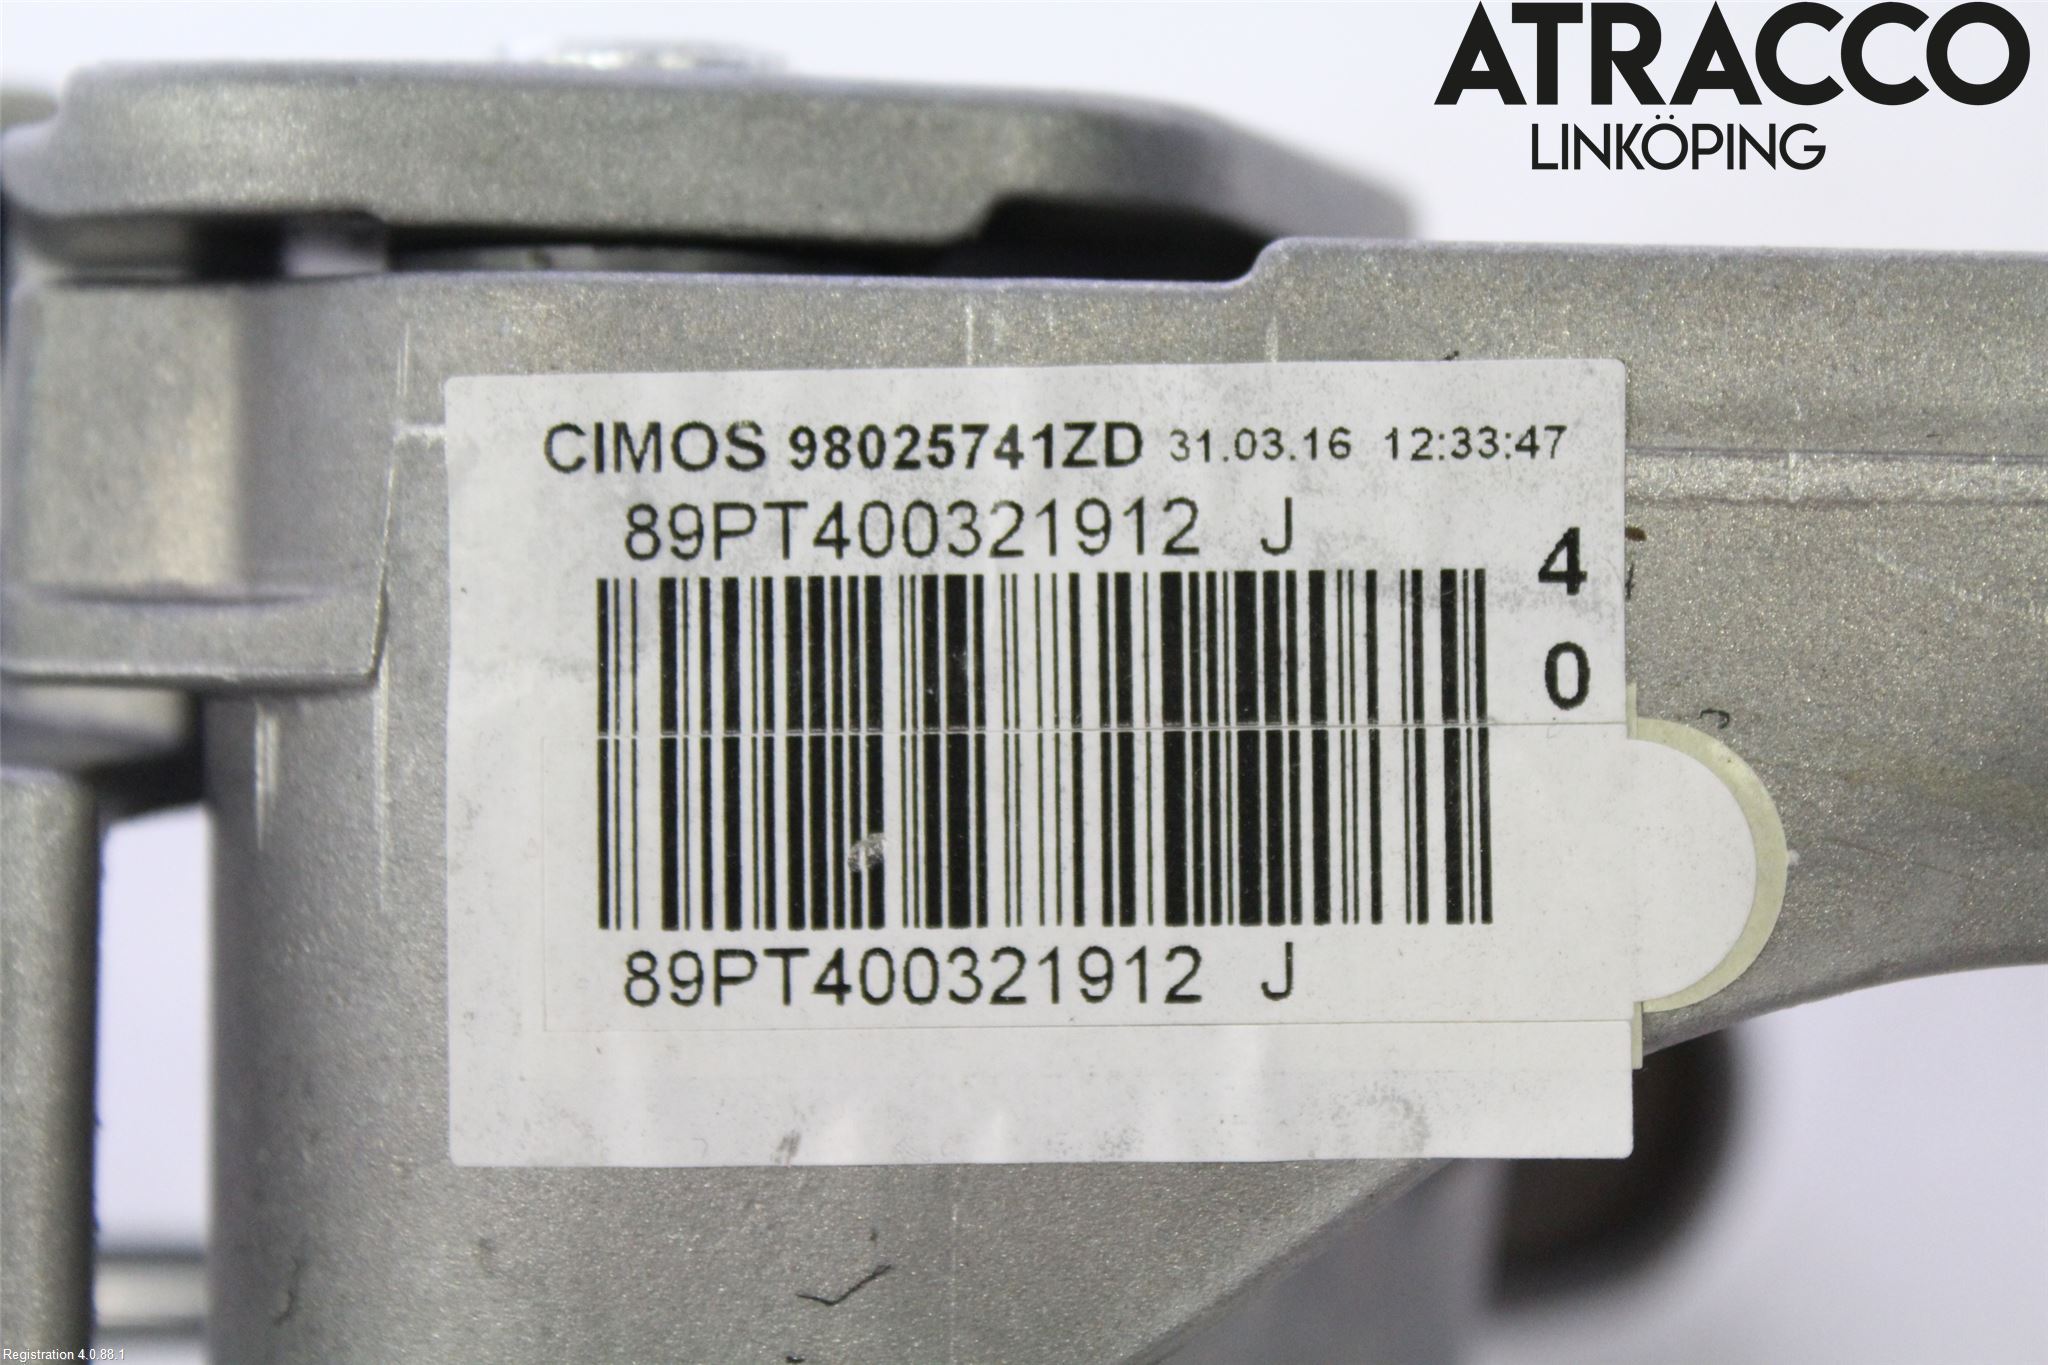 ATRACCO
LINKÖPING
CIMOS 98025741ZD 31.03.16 12:33:47
89PT400321912 J
4
0
89PT400321912 J
Registration 4.0.88.1